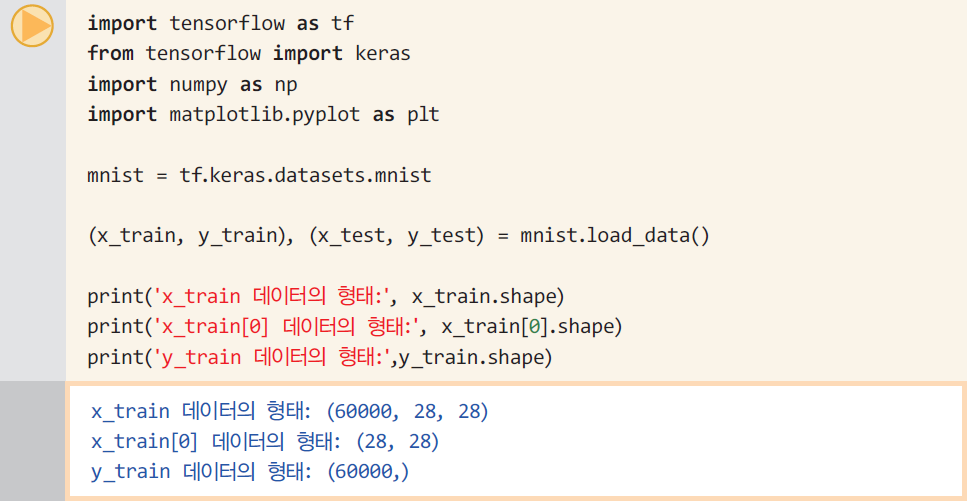 import tensorflow as tf
from tensorflow import keras
import numpy as np
import matplotlib.pyplot as plt
mnist = tf.keras.datasets.mnist
(x_train, y_train), (x_test, y_test) = mnist.load_data()
print('x_train 데이터의 형태:', x_train.shape)
print('x_train[0] 데이터의 형태:', x_train[0].shape)
print('y_train 데이터의 형태:',y_train.shape)
x_train 데이터의 형태: (60000, 28, 28)
x_train[0] 데이터의 형태: (28, 28)
y_train 데이터의 형태: (60000,)